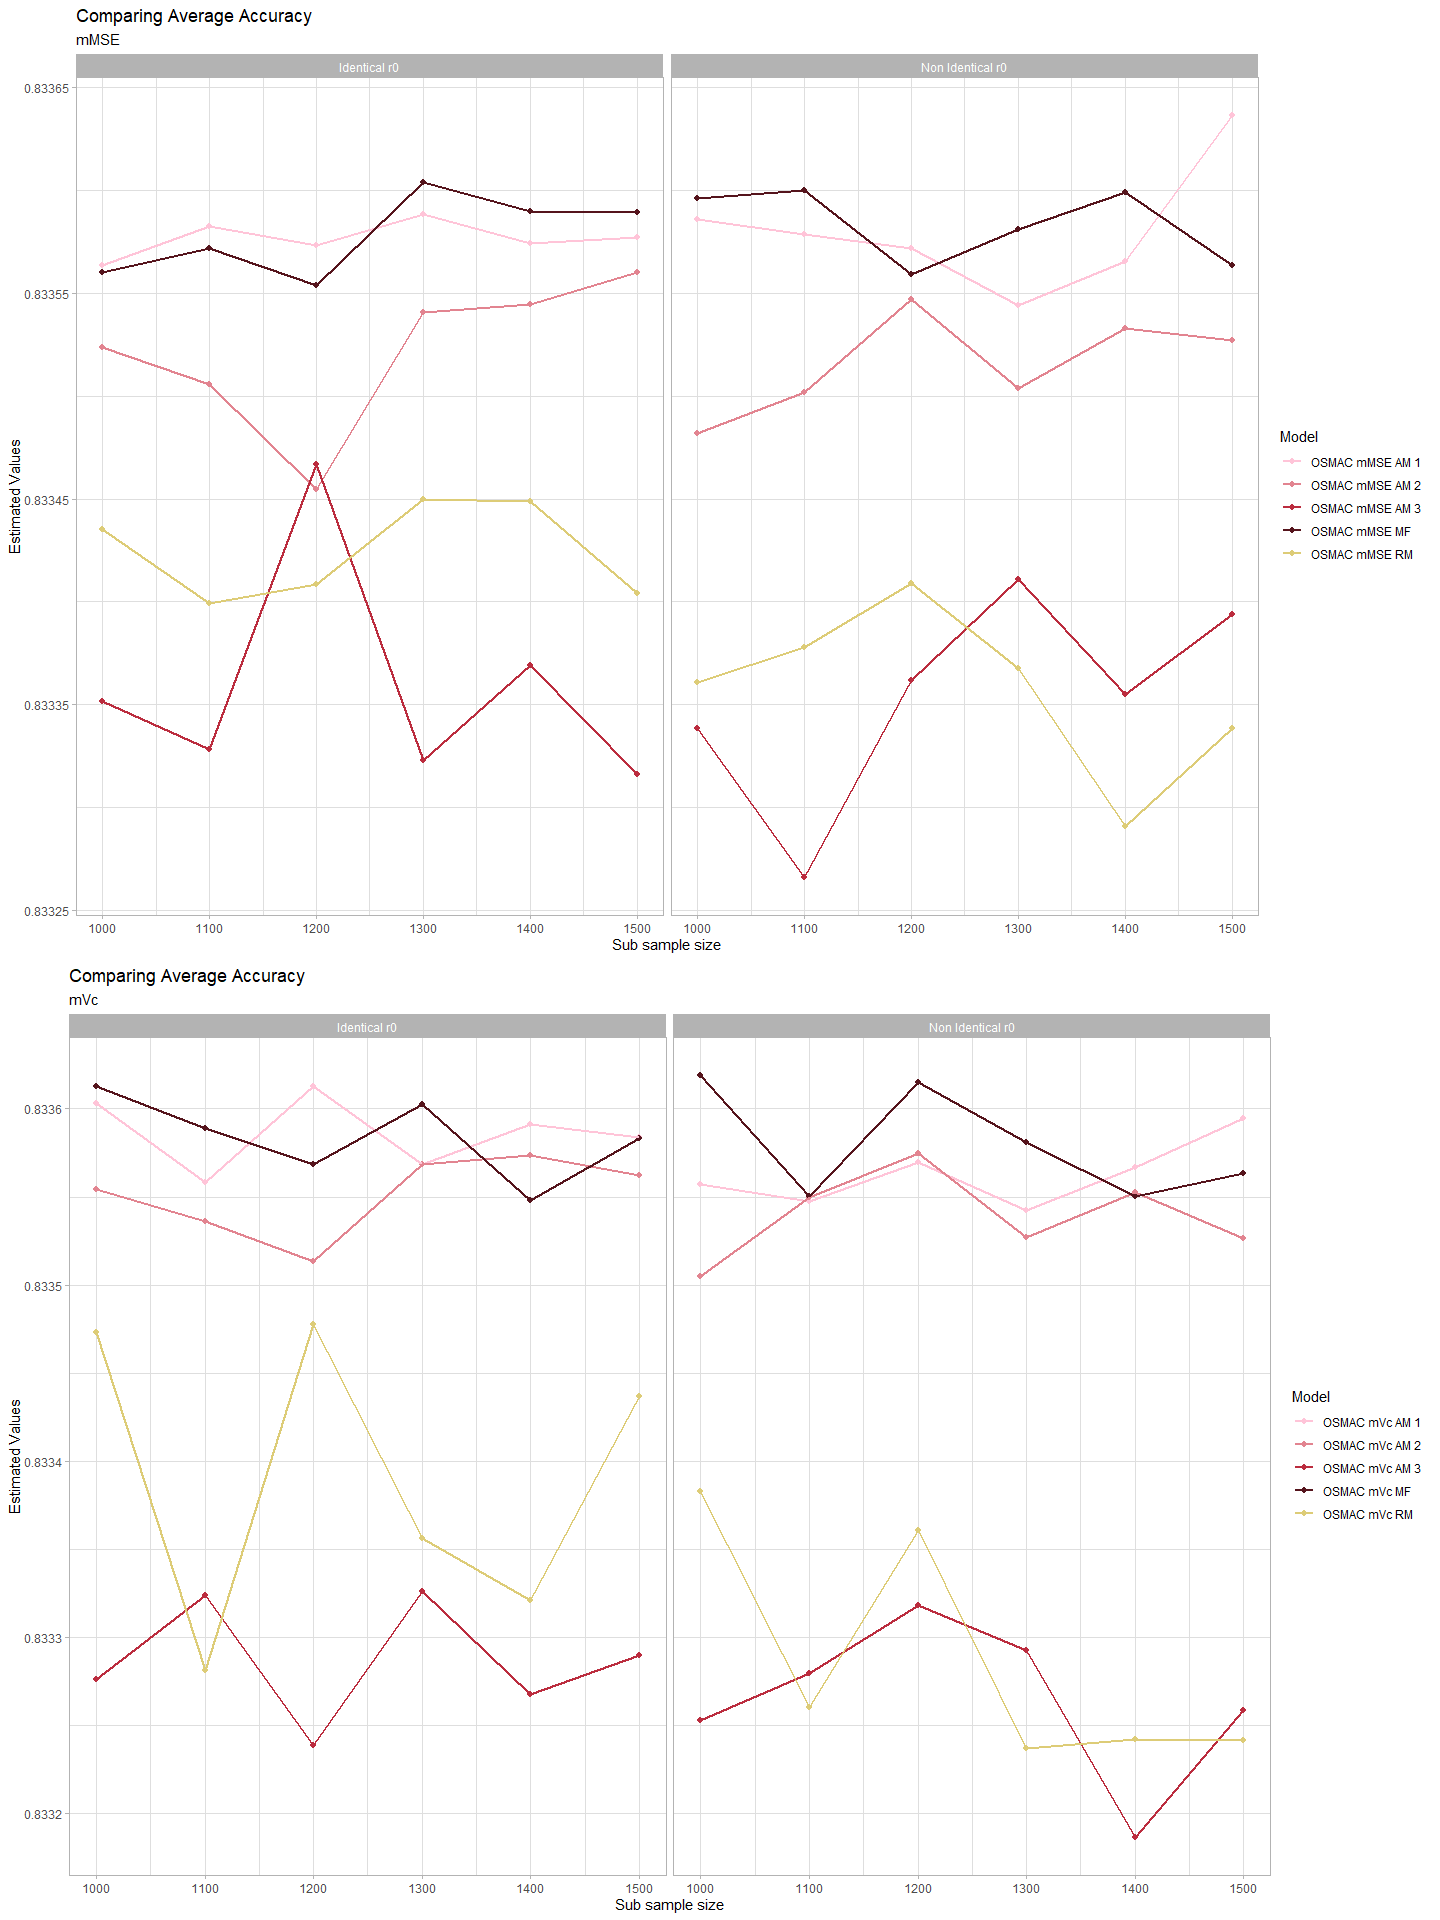 Comparing Average Accuracy
mMSE
Identical r0
Non Identical r0
0.83365
0.83355
0.83345
0.83335
0.83325
Estimated Values
1000 1100 1200 1300 1400 1500
1000 1100 1200 1300 1400 1500
Sub sample size
Model
OSMAC mMSE AM 1
OSMAC mMSE AM 2
OSMAC mMSE AM 3
OSMAC mMSE MF
OSMAC mMSE RM
Comparing Average Accuracy
mVc
Identical r0
Non Identical r0
0.8336
0.8335
0.8334
0.8333
0.8332
Estimated Values
1000 1100 1200 1300 1400 1500
1000 1100 1200 1300 1400 1500
Sub sample size
Model
OSMAC mVc AM 1
OSMAC mVc AM 2
OSMAC mVc AM 3
OSMAC mVc MF
OSMAC mVc RM